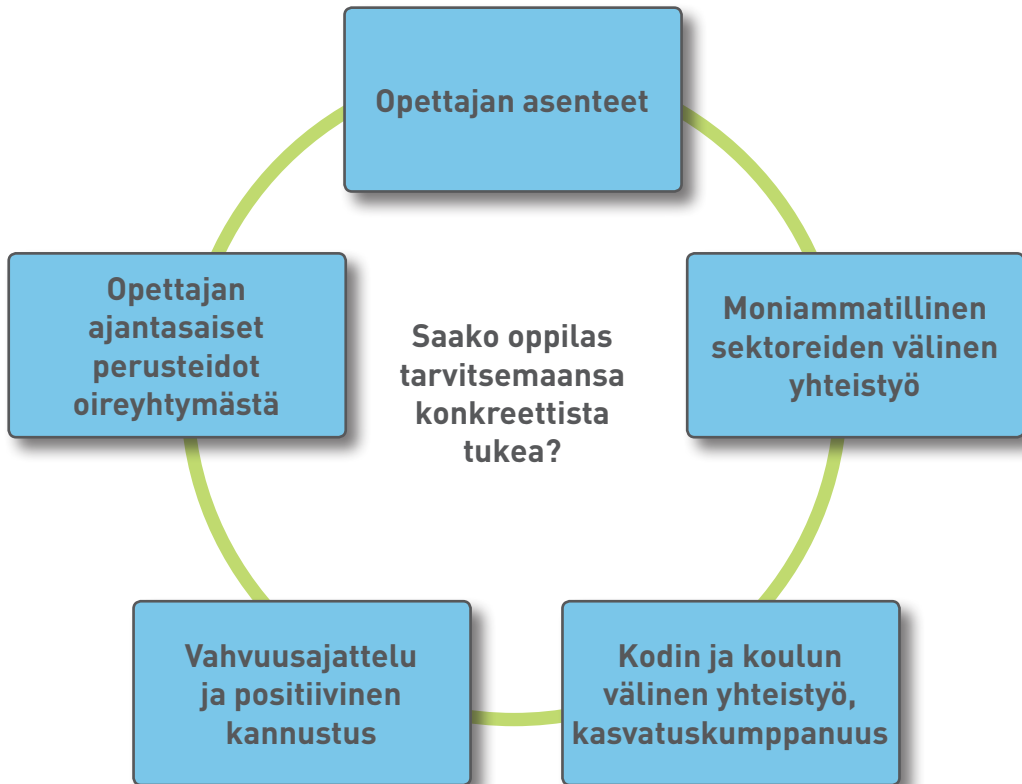 Opettajan asenteet
Opettajan
ajantasaiset
perusteidot
oireyhtymästä
Saako oppilas
tarvitsemaansa
konkreettista
tukea?
Moniammatillinen
sektoreiden välinen
yhteistyö
Vahvuusajattelu
ja positiivinen
kannustus
Kodin ja koulun
välinen yhteistyö,
kasvatuskumppanuus